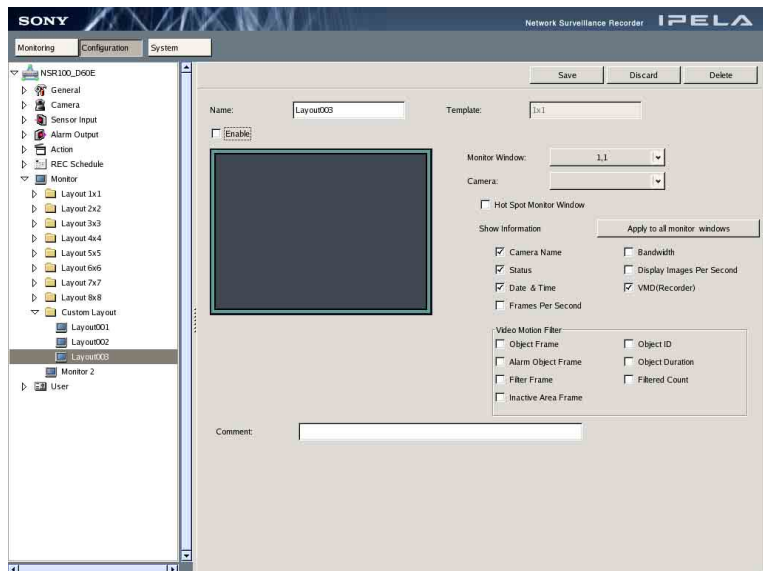 SONY
Network Surveillance Recorder IPELA
Monitoring Configuration System
NSR100_D60E
General
Camera
Sensor Input
Alarm Output
Action
REC Schedule
Monitor
Layout 1x1
Layout 2x2
Layout 3x3
Layout 4x4
Layout 5x5
Layout 6x6
Layout 7x7
Layout 8x8
Custom Layout
Layout001
Layout002
Layout003
Monitor 2
User
Save Discard Delete
Name: Layout003 Template: 1x1
Enable
Monitor Window: 1,1
Camera:
Hot Spot Monitor Window
Show Information Apply to all monitor windows
Camera Name Bandwidth
Status Display Images Per Second
Date & Time VMD(Recorder)
Frames Per Second
Video Motion Filter
Object Frame Object ID
Alarm Object Frame Object Duration
Filter Frame Filtered Count
Inactive Area Frame
Comment: